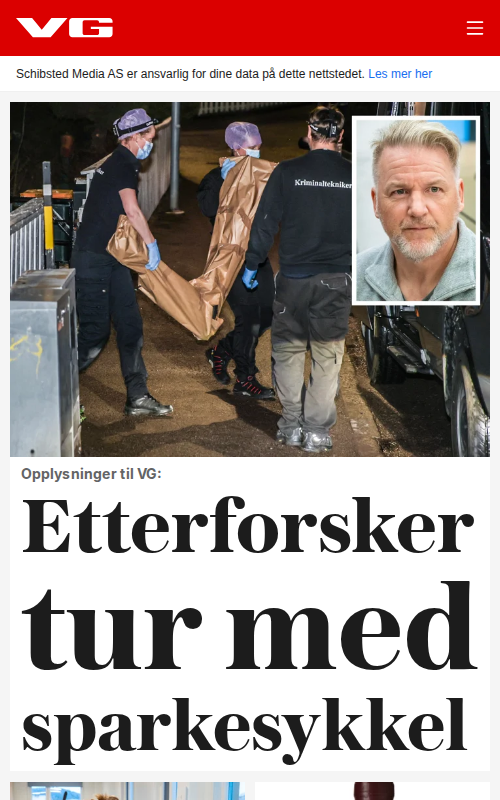 VG
Schibsted Media AS er ansvarlig for dine data på dette nettstedet. Les mer her
Kriminaltekniker
Opplysninger til VG:
Etterforsker
tur med
sparkesykkel